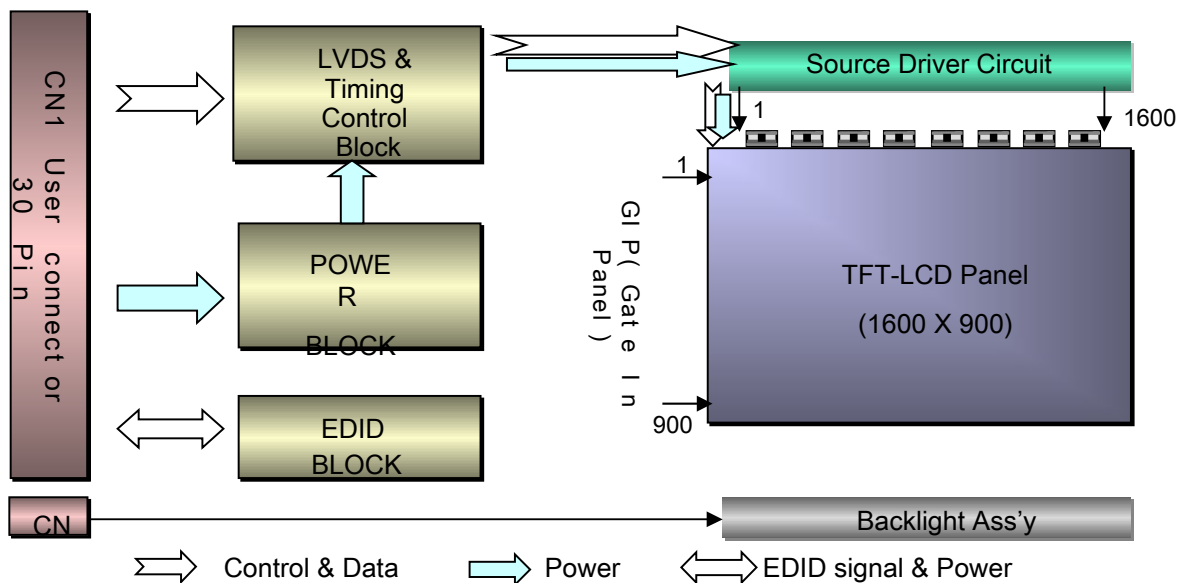 CN1 User connector
30 Pin
LVDS &
Timing
Control
Block
POWE
R
BLOCK
EDID
BLOCK
Source Driver Circuit
1
1600
1
GIP( Gate In
Panel)
900
TFT-LCD Panel
(1600 X 900)
CN
Backlight Ass'y
Control & Data
Power
EDID signal & Power